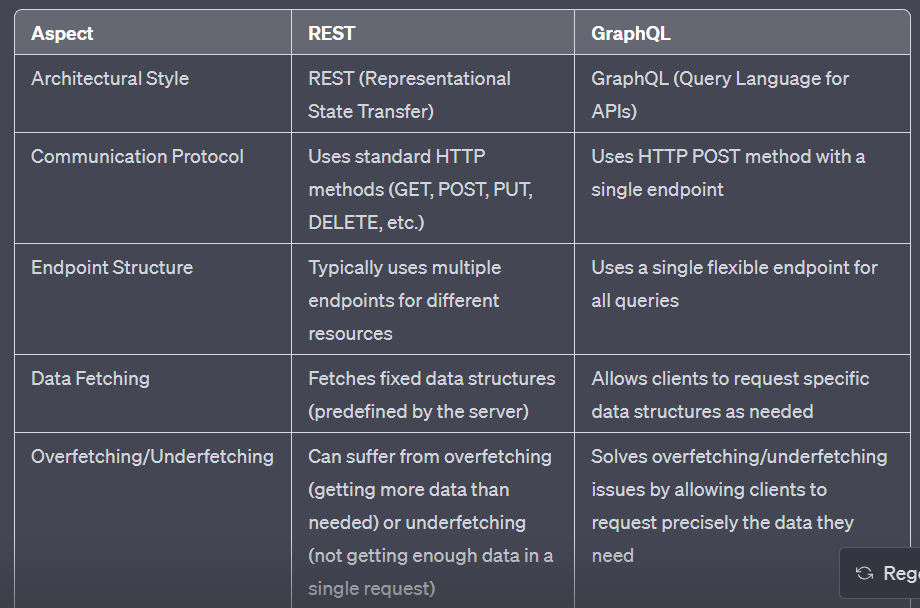 Aspect
REST
GraphQL
Architectural Style
REST (Representational
State Transfer)
GraphQL (Query Language for
APIs)
Communication Protocol
Uses standard HTTP
methods (GET, POST, PUT,
DELETE, etc.)
Uses HTTP POST method with a
single endpoint
Endpoint Structure
Typically uses multiple
endpoints for different
resources
Uses a single flexible endpoint for
all queries
Data Fetching
Fetches fixed data structures
(predefined by the server)
Allows clients to request specific
data structures as needed
Overfetching/Underfetching
Can suffer from overfetching
(getting more data than
needed) or underfetching
(not getting enough data in a
single request)
Solves overfetching/underfetching
issues by allowing clients to
request precisely the data they
need